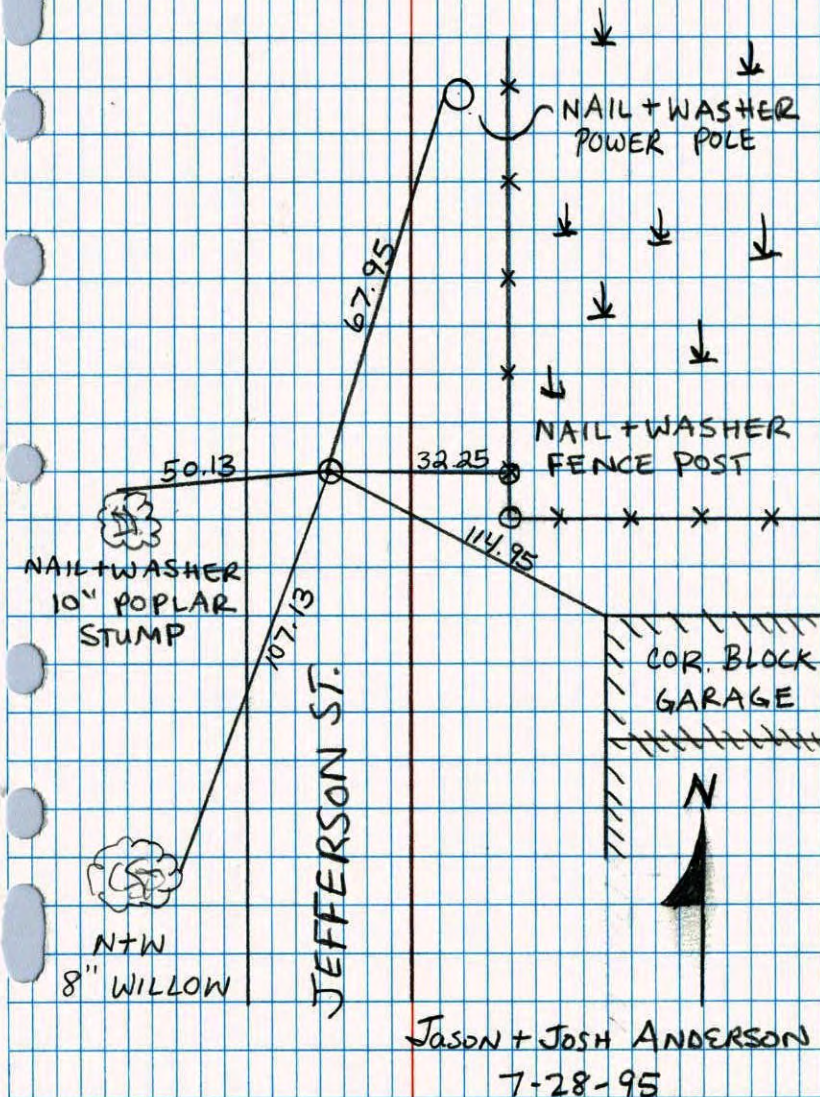 NAIL + WASHER
POWER POLE
67.95
NAIL + WASHER
FENCE POST
50.13
32.25
114.95
NAIL + WASHER
10" POPLAR
STUMP
107.13
COR. BLOCK
GARAGE
JEFFERSON ST.
N
N+W
8" WILLOW
JASON + JOSH ANDERSON
7-28-95